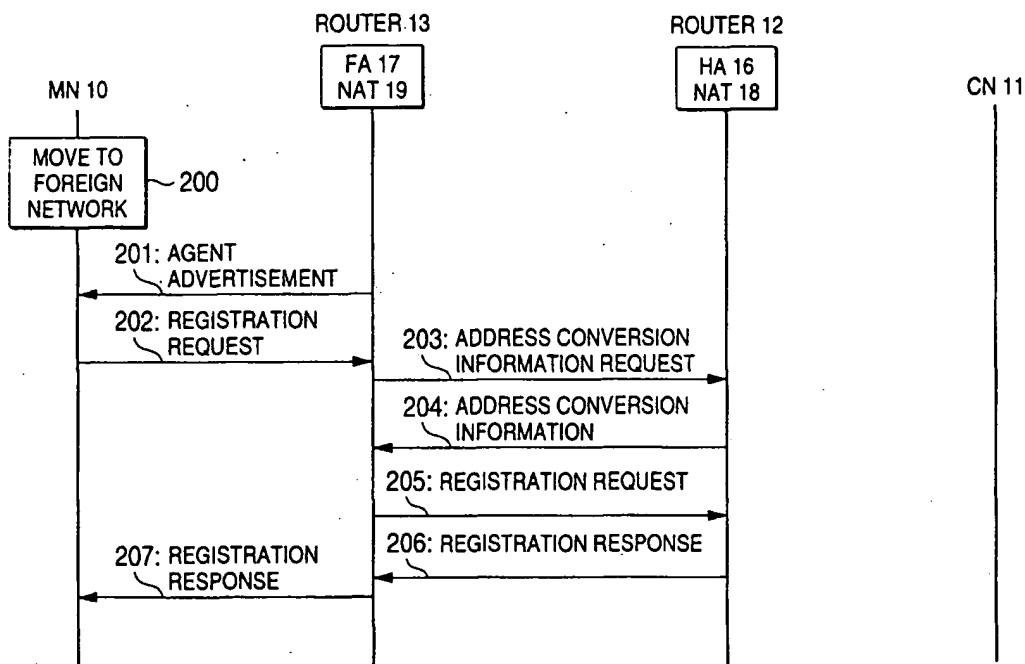 ROUTER 13
ROUTER 12
FA 17
NAT 19
HA 16
NAT 18
MN 10
CN 11
MOVE TO
FOREIGN
NETWORK
200
201: AGENT
ADVERTISEMENT
202: REGISTRATION
REQUEST
203: ADDRESS CONVERSION
INFORMATION REQUEST
204: ADDRESS CONVERSION
INFORMATION
205: REGISTRATION REQUEST
206: REGISTRATION RESPONSE
207: REGISTRATION
RESPONSE